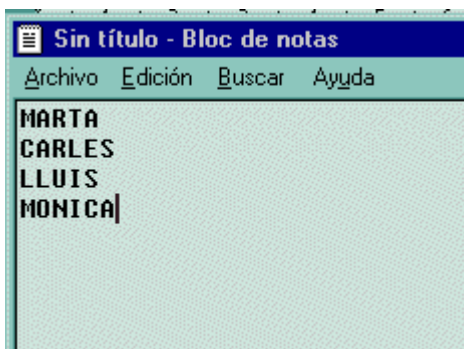 Sin título - Bloc de notas
Archivo Edición Buscar Ayuda
MARTA
CARLES
LLUIS
MONICA